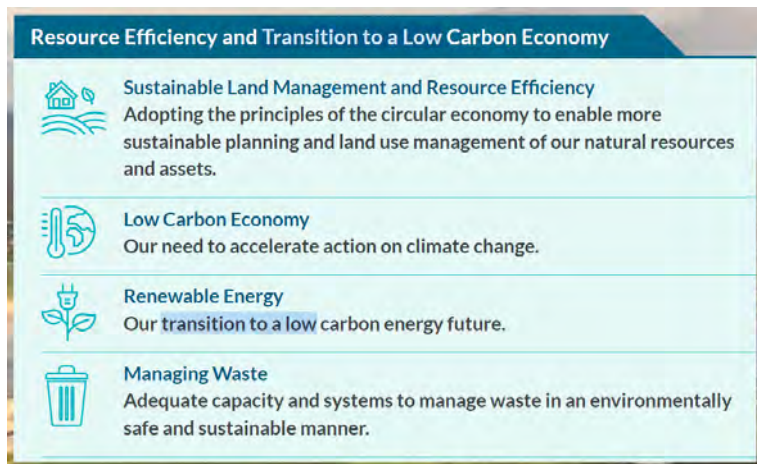 Resource Efficiency and Transition to a Low Carbon Economy
Sustainable Land Management and Resource Efficiency
Adopting the principles of the circular economy to enable more
sustainable planning and land use management of our natural resources
and assets.
Low Carbon Economy
Our need to accelerate action on climate change.
Renewable Energy
Our transition to a low carbon energy future.
Managing Waste
Adequate capacity and systems to manage waste in an environmentally
safe and sustainable manner.